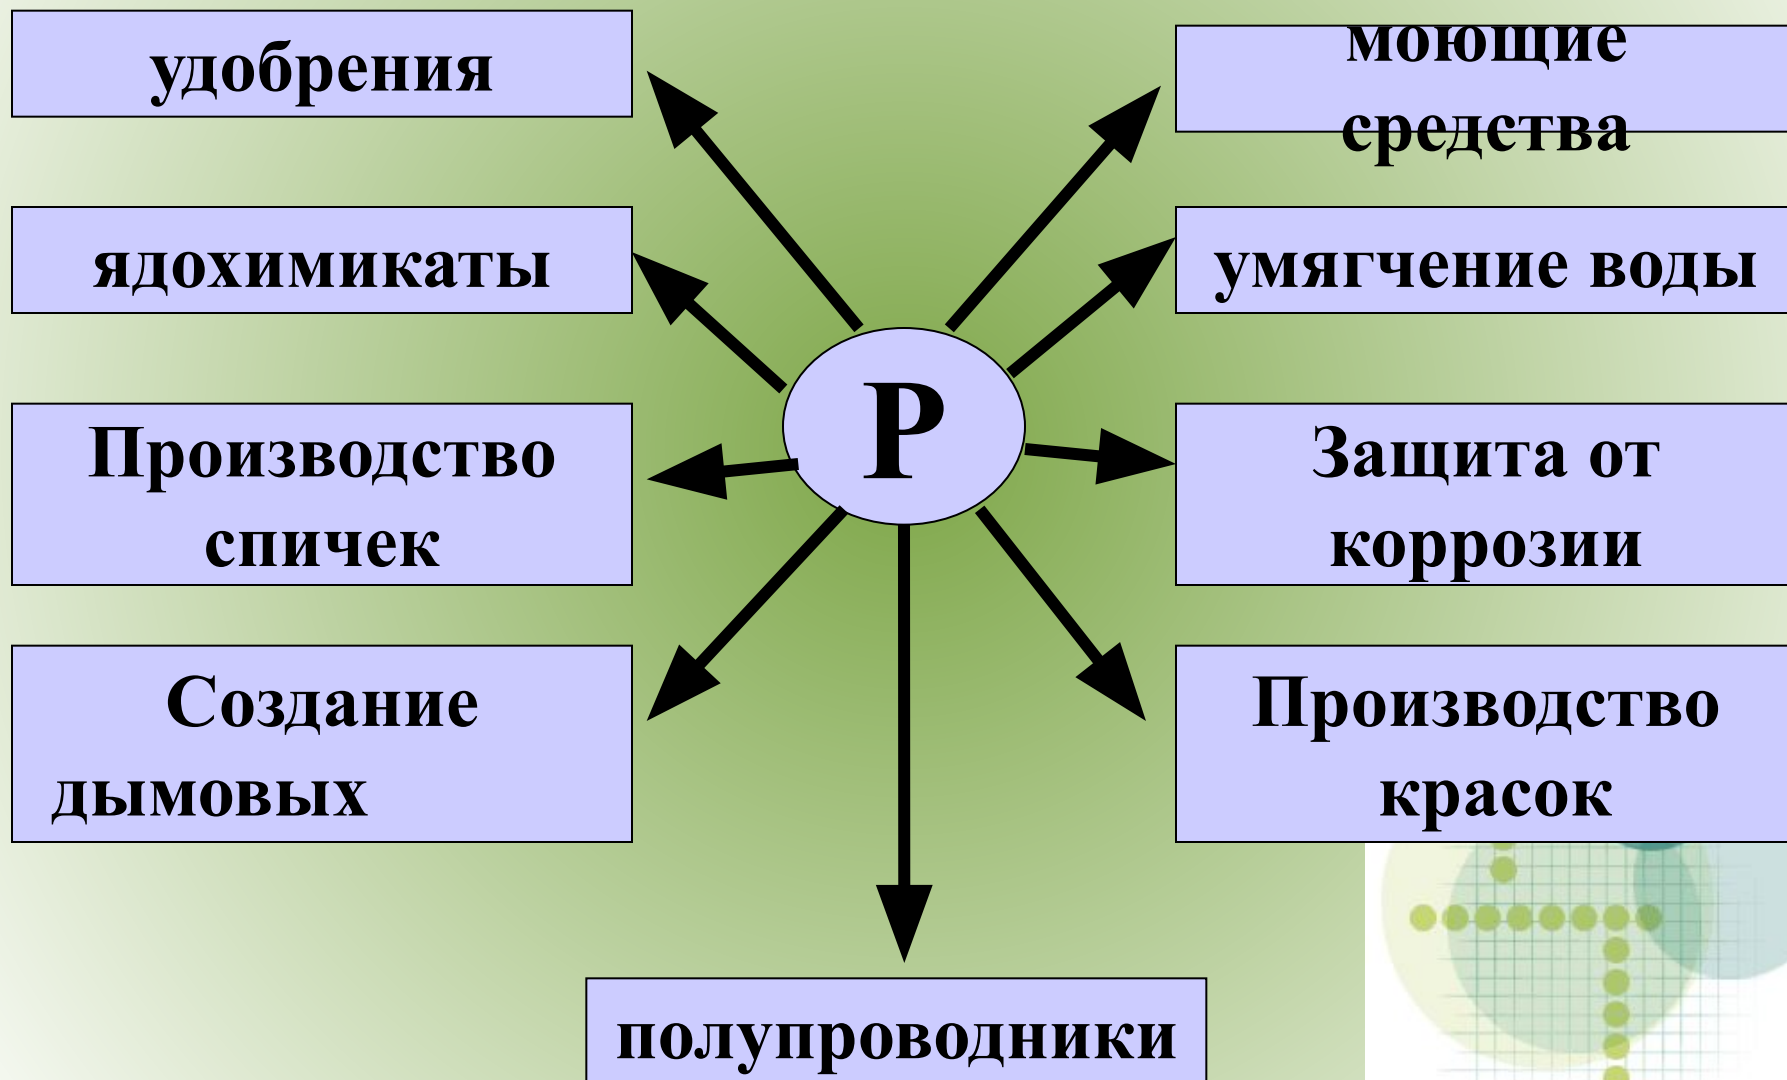 удобрения
моющие
средства
ядохимикаты
умягчение воды
Р
Производство
спичек
Защита от
коррозии
Создание
дымовых
Производство
красок
полупроводники